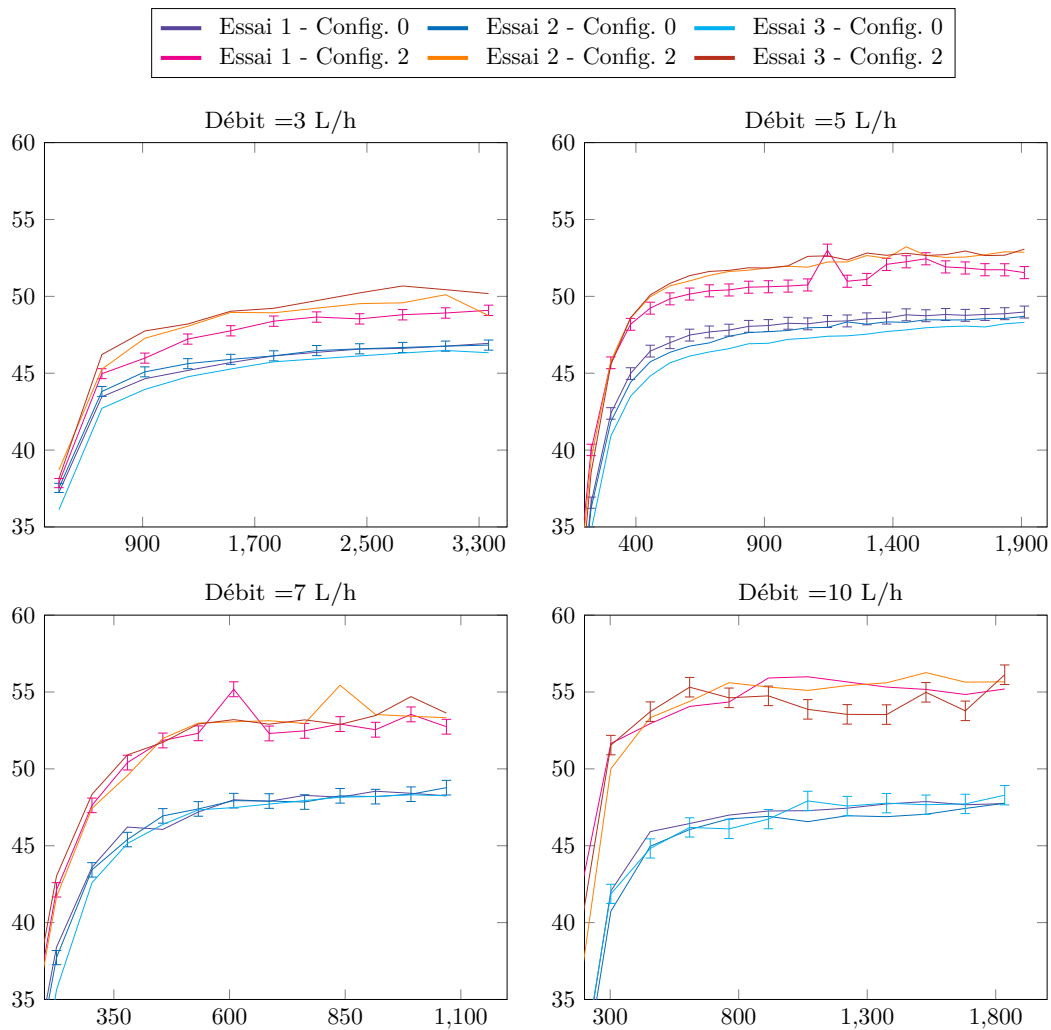 Essai 1 - Config. 0 Essai 2 - Config. 0 Essai 3 - Config. 0
Essai 1 - Config. 2 Essai 2 - Config. 2 Essai 3 - Config. 2
Débit =3 L/h
60
55
50
45
40
35
900 1,700 2,500 3,300
Débit =5 L/h
60
55
50
45
40
35
400 900 1,400 1,900
Débit =7 L/h
60
55
50
45
40
35
350 600 850 1,100
Débit =10 L/h
60
55
50
45
40
35
300 800 1,300 1,800